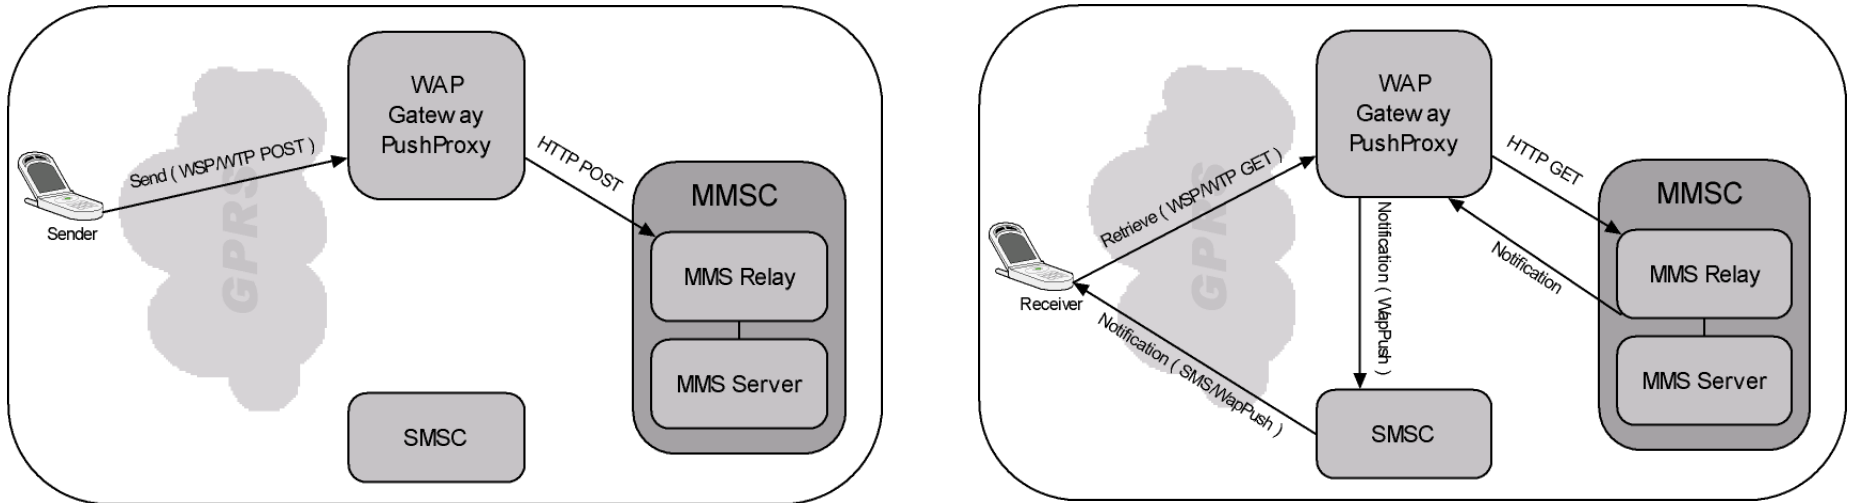 WAP
Gateway
PushProxy
Send ( WSP/WTP POST )
HTTP POST
GPRS
Sender
MMSC
MMS Relay
MMS Server
SMSC
WAP
Gateway
PushProxy
Retrieve ( WSP/WTP GET )
HTTP GET
GPRS
Receiver
Notification ( WapPush )
Notification
Notification ( SMS/WapPush )
MMSC
MMS Relay
MMS Server
SMSC